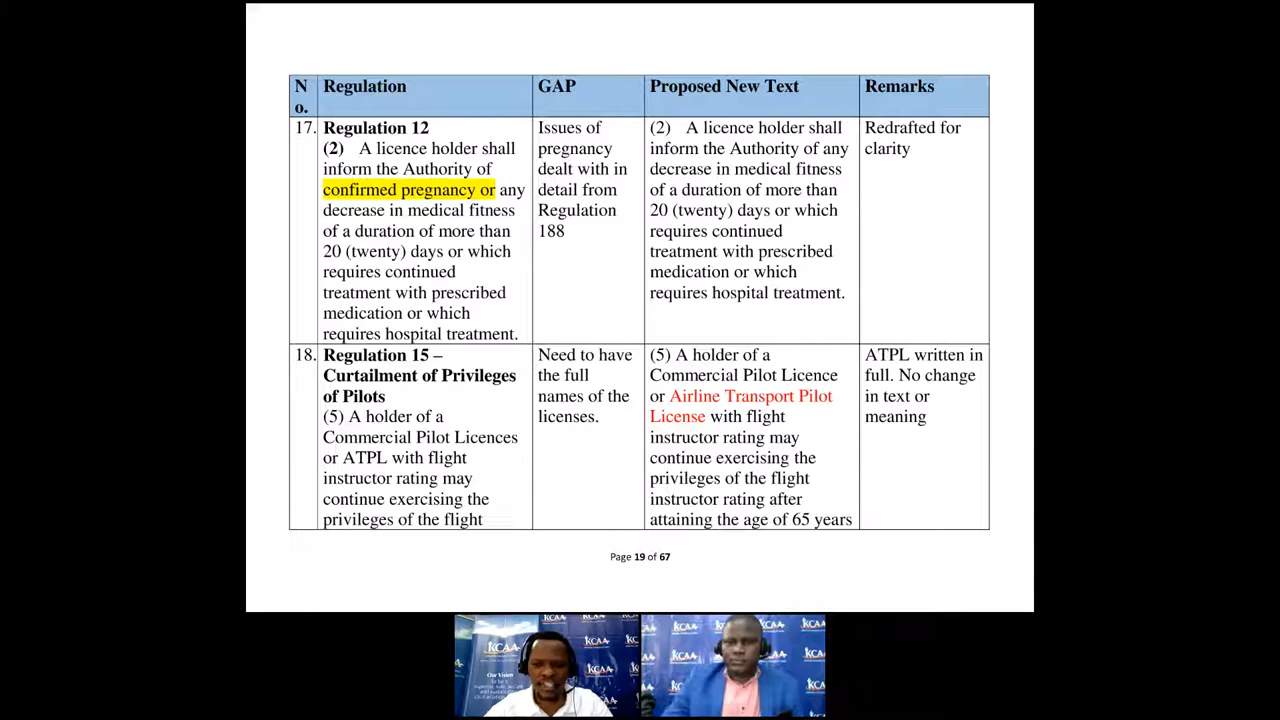 N
o.
Regulation
GAP
Proposed New Text
Remarks
17.
Regulation 12
(2) A licence holder shall
inform the Authority of
confirmed pregnancy or any
decrease in medical fitness
of a duration of more than
20 (twenty) days or which
requires continued
treatment with prescribed
medication or which
requires hospital treatment.
Issues of
pregnancy
dealt with in
detail from
Regulation
188
(2) A licence holder shall
inform the Authority of any
decrease in medical fitness
of a duration of more than
20 (twenty) days or which
requires continued
treatment with prescribed
medication or which
requires hospital treatment.
Redrafted for
clarity
18.
Regulation 15 –
Curtailment of Privileges
of Pilots
(5) A holder of a
Commercial Pilot Licences
or ATPL with flight
instructor rating may
continue exercising the
privileges of the flight
Need to have
the full
names of the
licenses.
(5) A holder of a
Commercial Pilot Licence
or Airline Transport Pilot
License with flight
instructor rating may
continue exercising the
privileges of the flight
instructor rating after
attaining the age of 65 years
ATPL written in
full. No change
in text or
meaning
Page 19 of 67
KCAA
KCAA
KCAA
Our Vision
KCAA
KCAA
KCAA